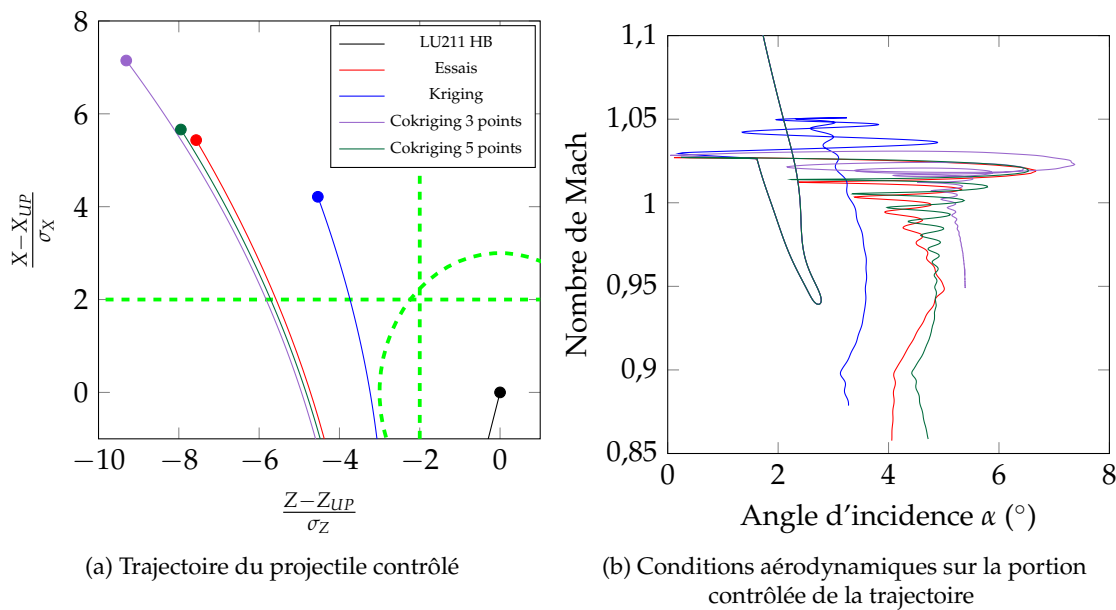 8
6
4
2
0
−10
−8
−6
−4
−2
0
X−X_UP
σ_X
Z−Z_UP
σ_Z
LU211 HB
Essais
Kriging
Cokriging 3 points
Cokriging 5 points
(a) Trajectoire du projectile contrôlé
1,1
1,05
1
0,95
0,9
0,85
0
2
4
6
8
Nombre de Mach
Angle d'incidence α (°)
(b) Conditions aérodynamiques sur la portion
contrôlée de la trajectoire